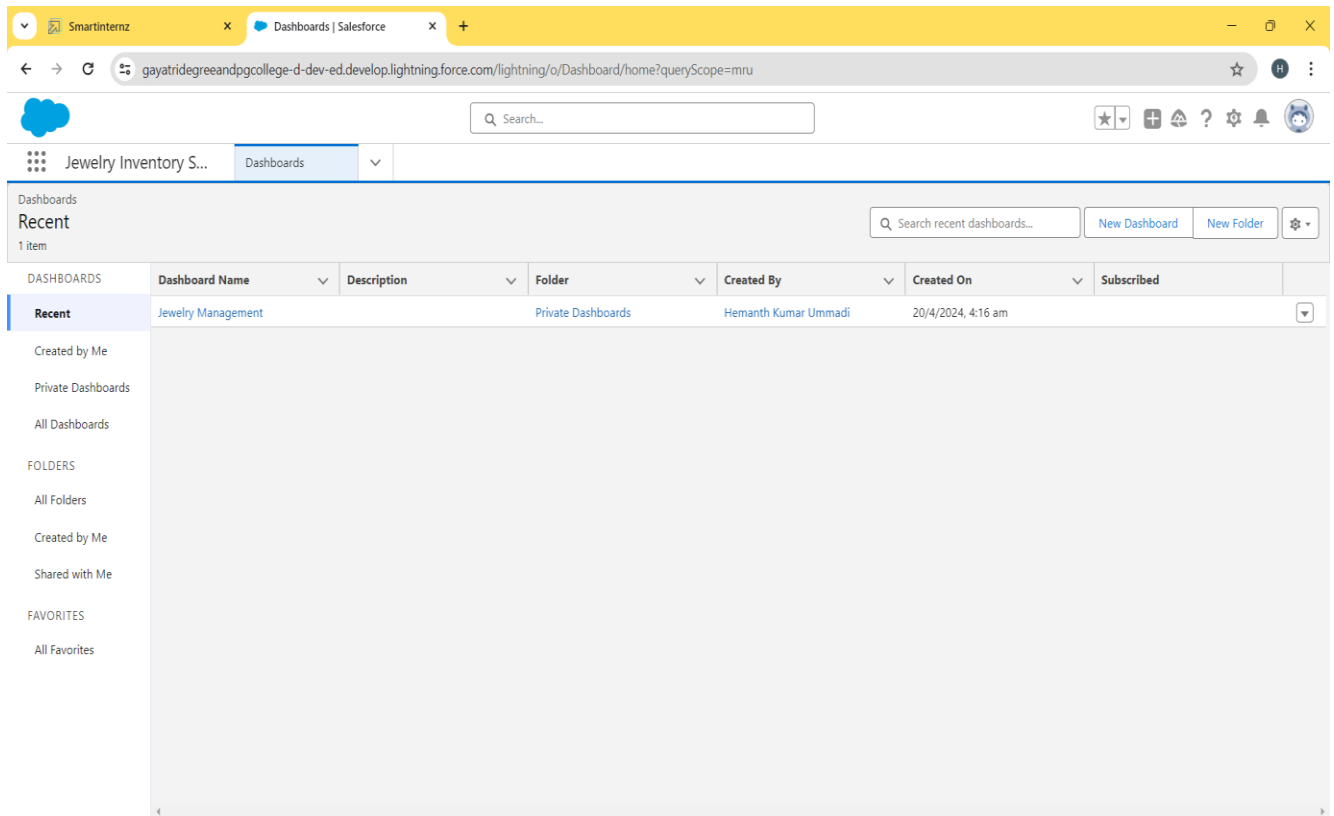 Smartinternz
Dashboards | Salesforce
gayatridegreeandpgcollege-d-dev-ed.develop.lightning.force.com/lightning/o/Dashboard/home?queryScope=mru
H
Search...
Jewelry Inventory S...
Dashboards
Dashboards
Recent
1 item
Search recent dashboards...
New Dashboard
New Folder
DASHBOARDS
Recent
Created by Me
Private Dashboards
All Dashboards
FOLDERS
All Folders
Created by Me
Shared with Me
FAVORITES
All Favorites
Dashboard Name Description Folder Created By Created On Subscribed
Jewelry Management Private Dashboards Hemanth Kumar Ummadi 20/4/2024, 4:16 am